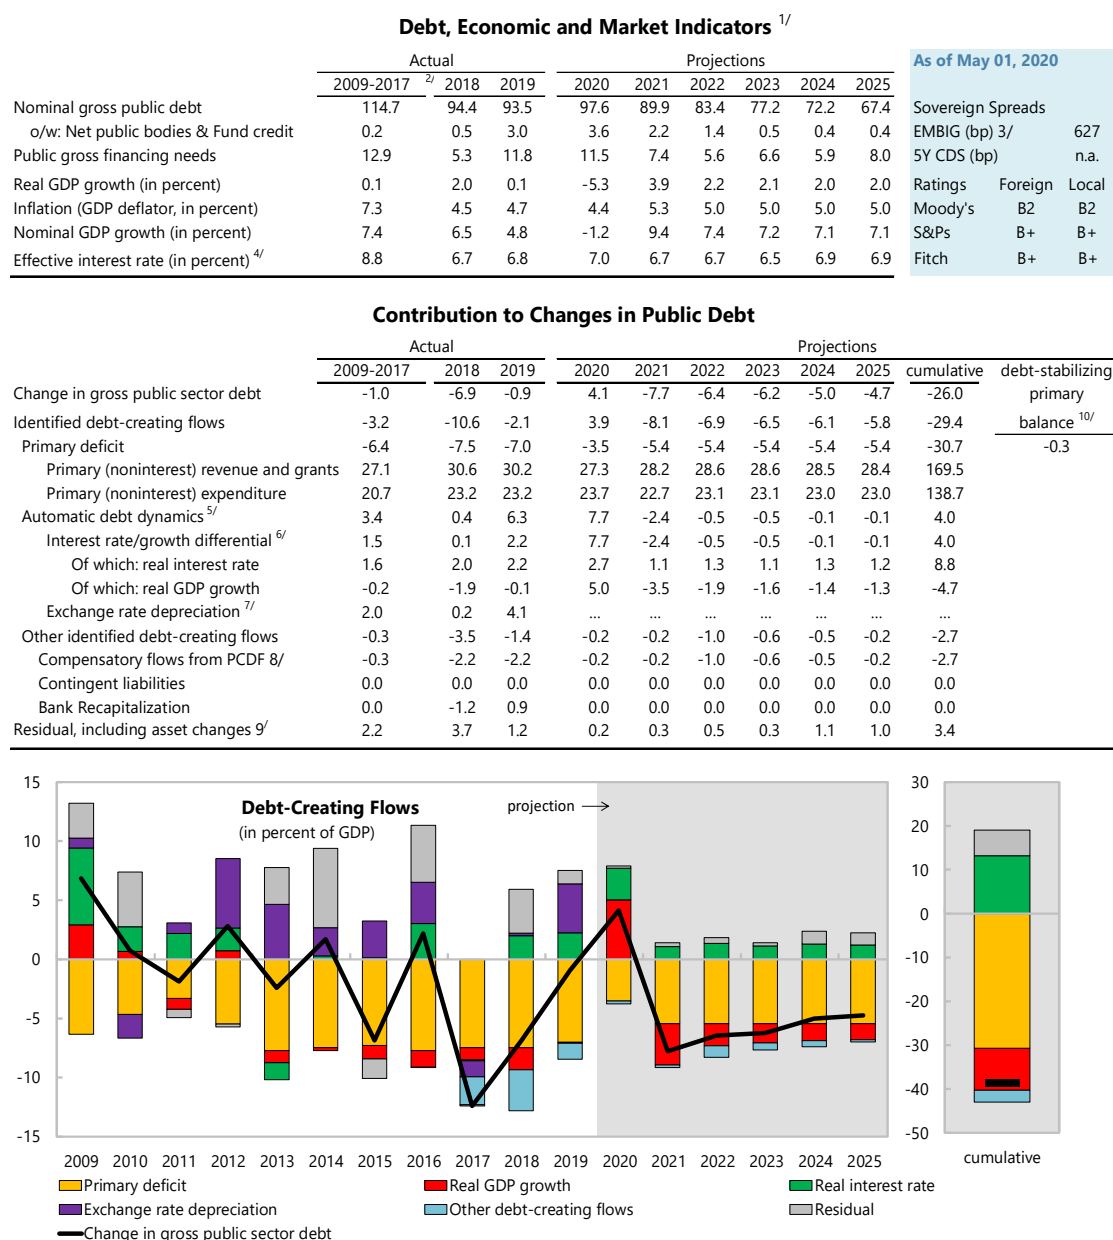 Debt, Economic and Market Indicators 1/
Actual Projections As of May 01, 2020
2009-2017 2/ 2018 2019 2020 2021 2022 2023 2024 2025
Nominal gross public debt 114.7 94.4 93.5 97.6 89.9 83.4 77.2 72.2 67.4 Sovereign Spreads
o/w: Net public bodies & Fund credit 0.2 0.5 3.0 3.6 2.2 1.4 0.5 0.4 0.4 EMBIG (bp) 3/ 627
Public gross financing needs 12.9 5.3 11.8 11.5 7.4 5.6 6.6 5.9 8.0 5Y CDS (bp) n.a.
Real GDP growth (in percent) 0.1 2.0 0.1 -5.3 3.9 2.2 2.1 2.0 2.0 Ratings Foreign Local
Inflation (GDP deflator, in percent) 7.3 4.5 4.7 4.4 5.3 5.0 5.0 5.0 5.0 Moody's B2 B2
Nominal GDP growth (in percent) 7.4 6.5 4.8 -1.2 9.4 7.4 7.2 7.1 7.1 S&Ps B+ B+
Effective interest rate (in percent) 4/ 8.8 6.7 6.8 7.0 6.7 6.7 6.5 6.9 6.9 Fitch B+ B+
Contribution to Changes in Public Debt
Actual Projections
2009-2017 2018 2019 2020 2021 2022 2023 2024 2025 cumulative debt-stabilizing
Change in gross public sector debt -1.0 -6.9 -0.9 4.1 -7.7 -6.4 -6.2 -5.0 -4.7 -26.0 primary
Identified debt-creating flows -3.2 -10.6 -2.1 3.9 -8.1 -6.9 -6.5 -6.1 -5.8 -29.4 balance 10/
Primary deficit -6.4 -7.5 -7.0 -3.5 -5.4 -5.4 -5.4 -5.4 -5.4 -30.7 -0.3
Primary (noninterest) revenue and grants 27.1 30.6 30.2 27.3 28.2 28.6 28.6 28.5 28.4 169.5
Primary (noninterest) expenditure 20.7 23.2 23.2 23.7 22.7 23.1 23.1 23.0 23.0 138.7
Automatic debt dynamics 5/ 3.4 0.4 6.3 7.7 -2.4 -0.5 -0.5 -0.1 -0.1 4.0
Interest rate/growth differential 6/ 1.5 0.1 2.2 7.7 -2.4 -0.5 -0.5 -0.1 -0.1 4.0
Of which: real interest rate 1.6 2.0 2.2 2.7 1.1 1.3 1.1 1.3 1.2 8.8
Of which: real GDP growth -0.2 -1.9 -0.1 5.0 -3.5 -1.9 -1.6 -1.4 -1.3 -4.7
Exchange rate depreciation 7/ 2.0 0.2 4.1 ... ... ... ... ... ... ...
Other identified debt-creating flows -0.3 -3.5 -1.4 -0.2 -0.2 -1.0 -0.6 -0.5 -0.2 -2.7
Compensatory flows from PCDF 8/ -0.3 -2.2 -2.2 -0.2 -0.2 -1.0 -0.6 -0.5 -0.2 -2.7
Contingent liabilities 0.0 0.0 0.0 0.0 0.0 0.0 0.0 0.0 0.0 0.0
Bank Recapitalization 0.0 -1.2 0.9 0.0 0.0 0.0 0.0 0.0 0.0 0.0
Residual, including asset changes 9/ 2.2 3.7 1.2 0.2 0.3 0.5 0.3 1.1 1.0 3.4
Debt-Creating Flows
(in percent of GDP)
projection →
15
10
5
0
-5
-10
-15
2009 2010 2011 2012 2013 2014 2015 2016 2017 2018 2019 2020 2021 2022 2023 2024 2025
30
20
10
0
-10
-20
-30
-40
-50
cumulative
Primary deficit Real GDP growth Real interest rate
Exchange rate depreciation Other debt-creating flows Residual
Change in gross public sector debt